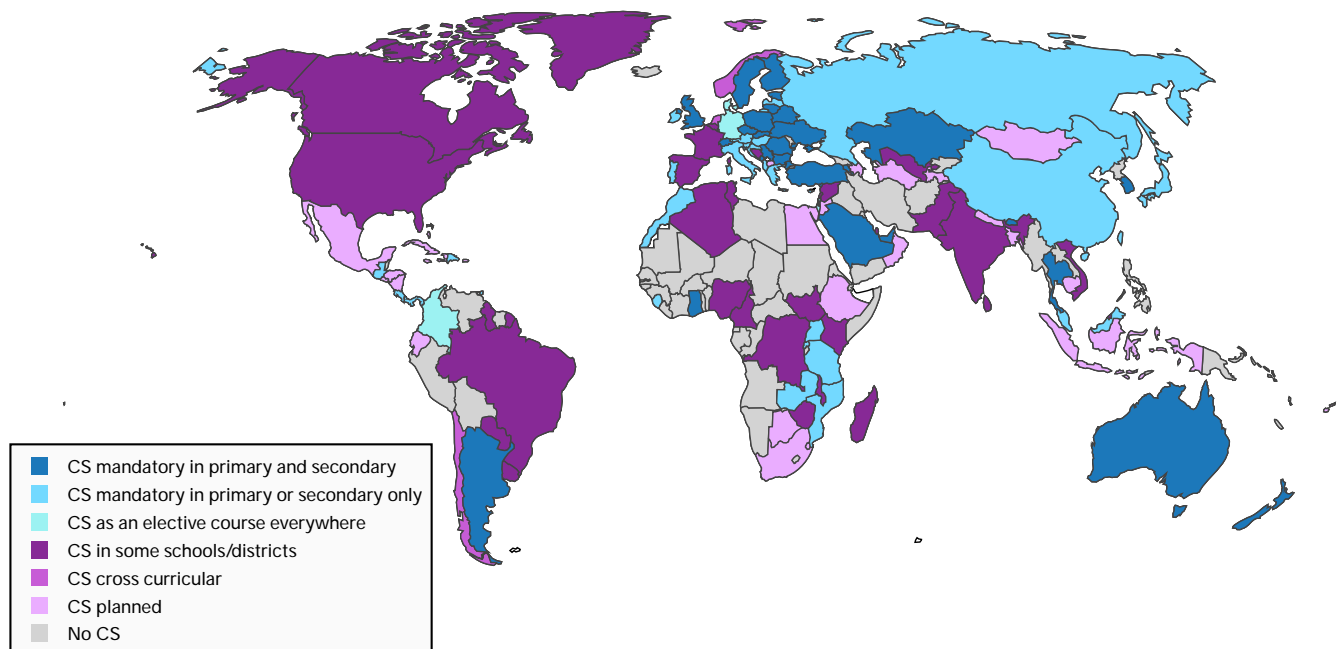 CS mandatory in primary and secondary
CS mandatory in primary or secondary only
CS as an elective course everywhere
CS in some schools/districts
CS cross curricular
CS planned
No CS